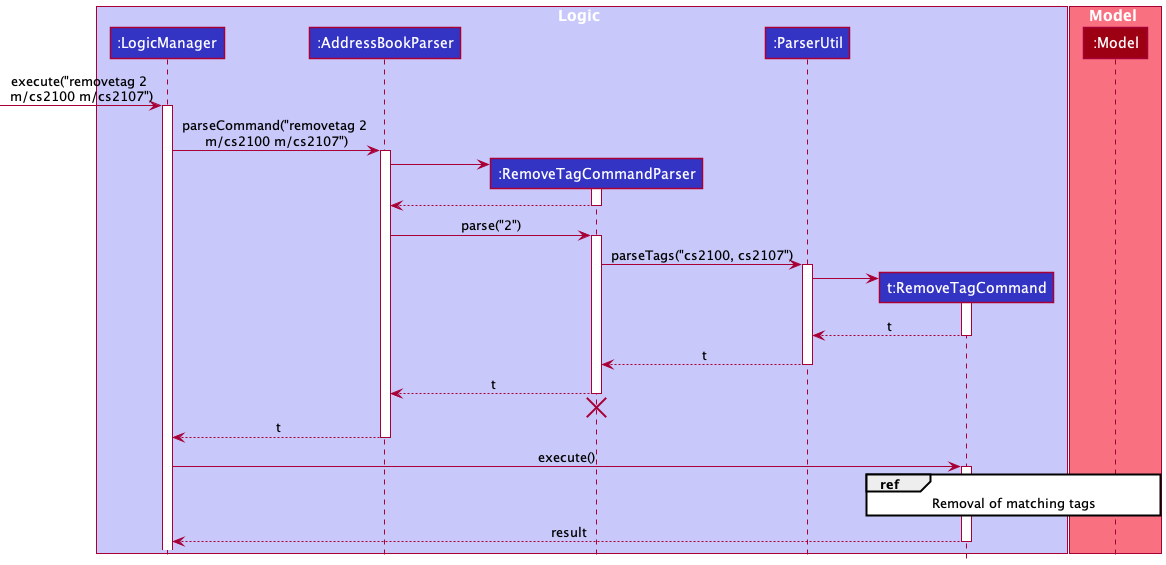 Logic
Model
:LogicManager
:AddressBookParser
:ParserUtil
:Model
execute("removetag 2
m/cs2100 m/cs2107")
parseCommand("removetag 2
m/cs2100 m/cs2107")
:RemoveTagCommandParser
parse("2")
parseTags("cs2100, cs2107")
t:RemoveTagCommand
t
t
t
t
execute()
ref
Removal of matching tags
result